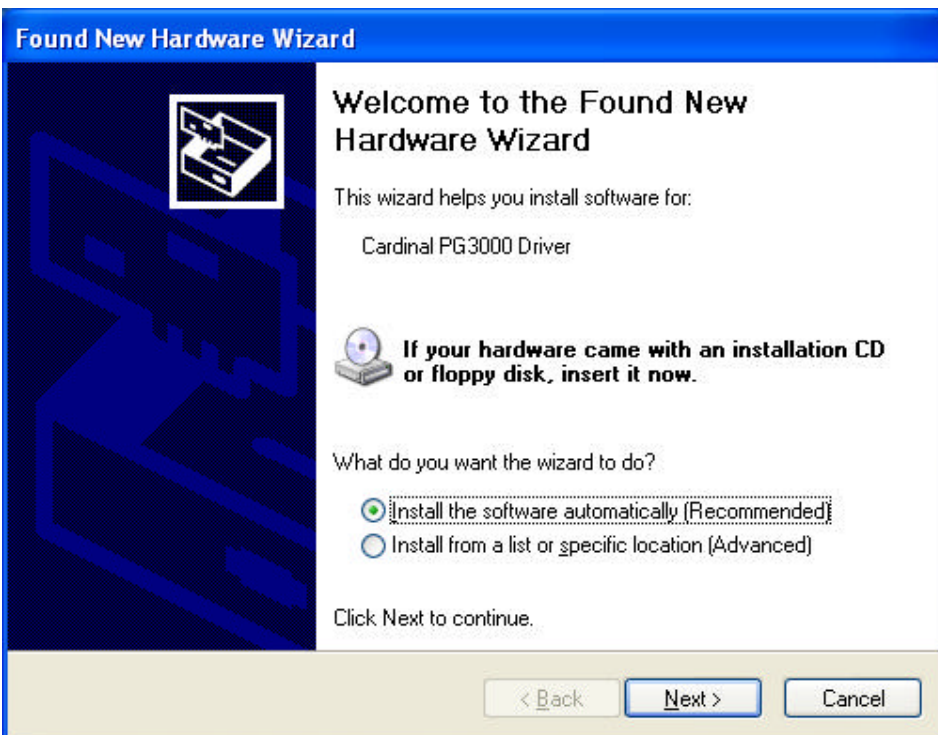 Found New Hardware Wizard
Welcome to the Found New
Hardware Wizard
This wizard helps you install software for:
Cardinal PG3000 Driver
If your hardware came with an installation CD
or floppy disk, insert it now.
What do you want the wizard to do?
Install the software automatically (Recommended)
Install from a list or specific location (Advanced)
Click Next to continue.
< Back Next > Cancel